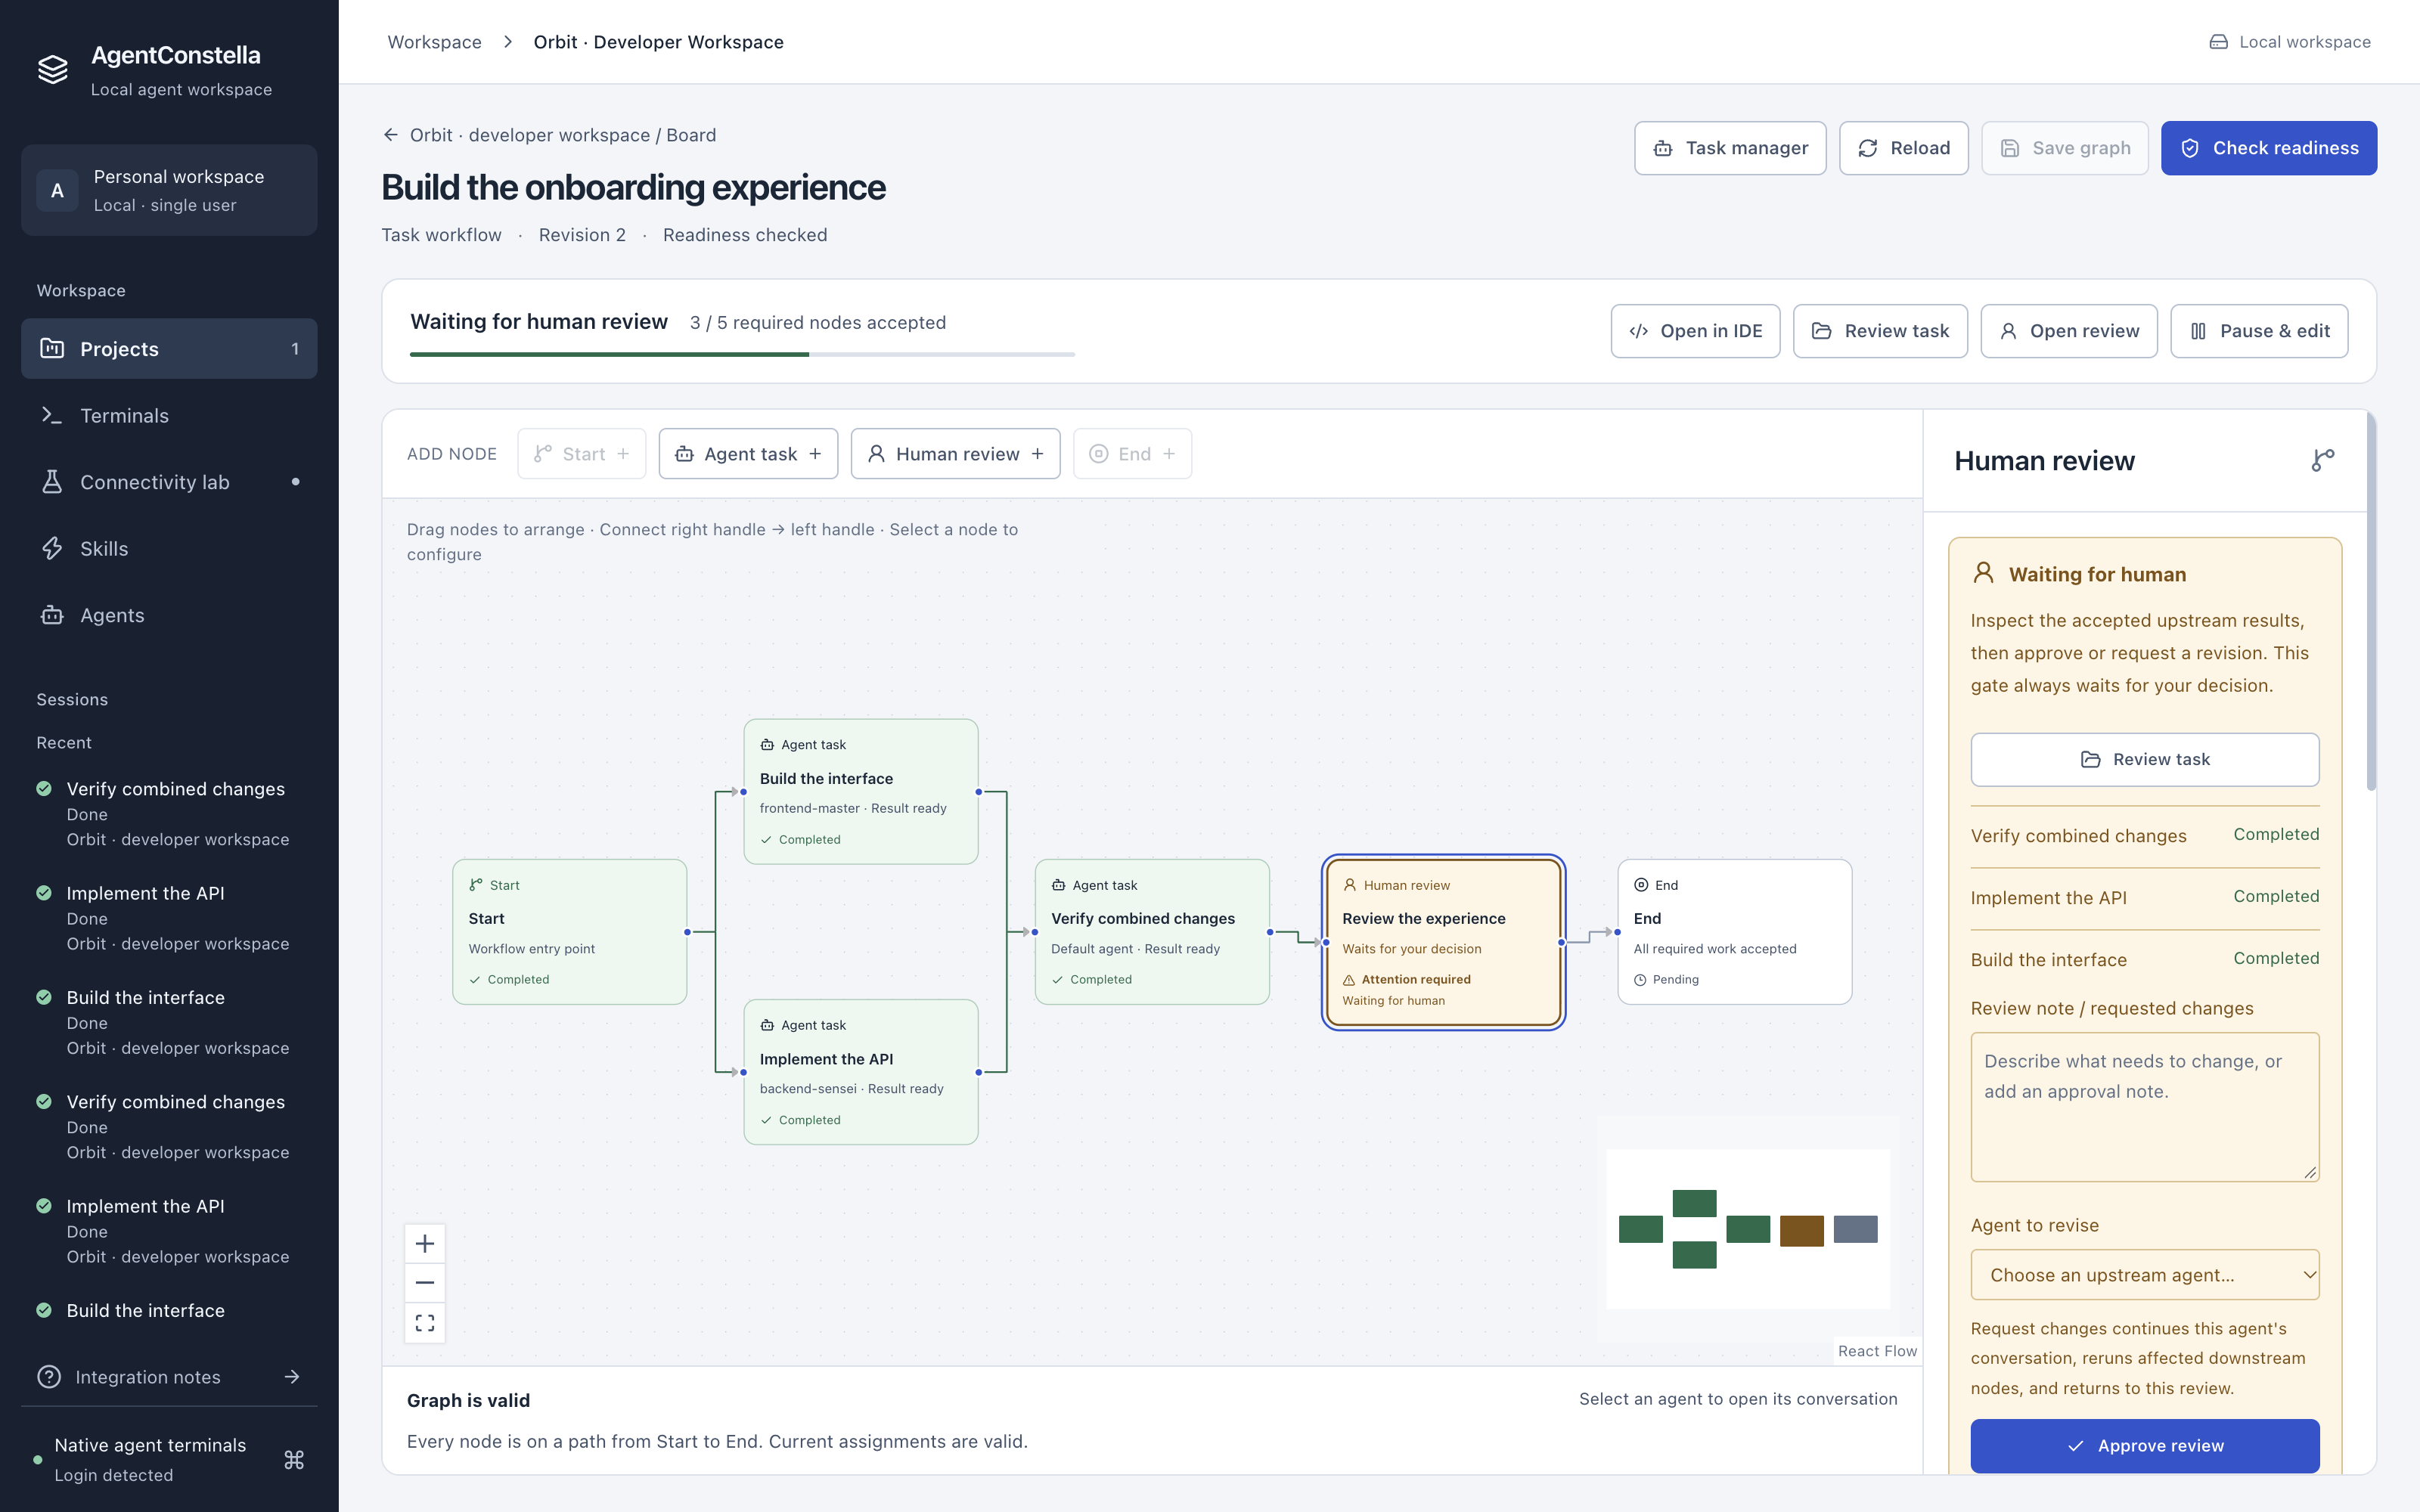 AgentConstella
Local agent workspace
A
Personal workspace
Local · single user
Workspace
Projects 1
Terminals
Connectivity lab
Skills
Agents
Sessions
Recent
Verify combined changes
Done
Orbit · developer workspace
Implement the API
Done
Orbit · developer workspace
Build the interface
Done
Orbit · developer workspace
Verify combined changes
Done
Orbit · developer workspace
Implement the API
Done
Orbit · developer workspace
Build the interface
Integration notes
Native agent terminals
Login detected
Workspace > Orbit · Developer Workspace
Local workspace
Orbit · developer workspace / Board
Build the onboarding experience
Task workflow · Revision 2 · Readiness checked
Task manager
Reload
Save graph
Check readiness
Waiting for human review 3 / 5 required nodes accepted
Open in IDE
Review task
Open review
Pause & edit
ADD NODE
Start +
Agent task +
Human review +
End +
Drag nodes to arrange · Connect right handle → left handle · Select a node to
configure
Start
Start
Workflow entry point
Completed
Agent task
Build the interface
frontend-master · Result ready
Completed
Agent task
Implement the API
backend-sensei · Result ready
Completed
Agent task
Verify combined changes
Default agent · Result ready
Completed
Human review
Review the experience
Waits for your decision
Attention required
Waiting for human
End
End
All required work accepted
Pending
React Flow
Graph is valid
Every node is on a path from Start to End. Current assignments are valid.
Select an agent to open its conversation
Human review
Waiting for human
Inspect the accepted upstream results,
then approve or request a revision. This
gate always waits for your decision.
Review task
Verify combined changes Completed
Implement the API Completed
Build the interface Completed
Review note / requested changes
Describe what needs to change, or
add an approval note.
Agent to revise
Choose an upstream agent...
Request changes continues this agent's
conversation, reruns affected downstream
nodes, and returns to this review.
Approve review